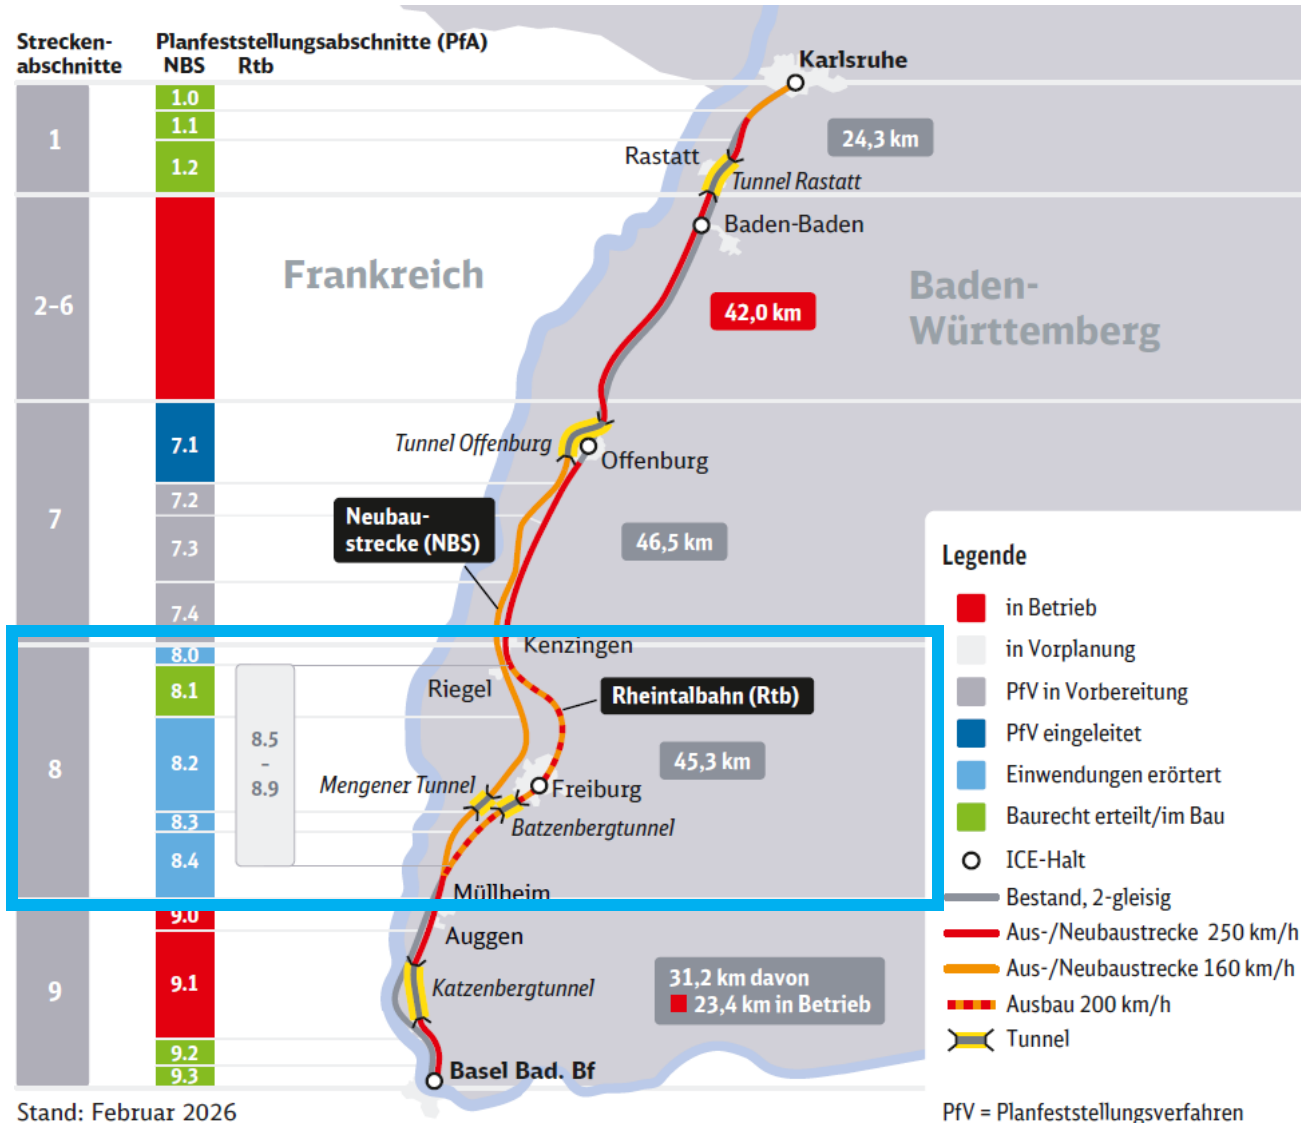 Strecken-
abschnitte
Planfeststellungsabschnitte (PfA)
NBS Rtb
1
1.0
1.1
1.2
2–6
7
7.1
7.2
7.3
7.4
8
8.0
8.1
8.2
8.3
8.4
8.5
–
8.9
9
9.0
9.1
9.2
9.3
Karlsruhe
24,3 km
Rastatt
Tunnel Rastatt
Baden-Baden
Frankreich
Baden-
Württemberg
42,0 km
Tunnel Offenburg
Offenburg
Neubau-
strecke (NBS)
46,5 km
Kenzingen
Riegel
Rheintalbahn (Rtb)
45,3 km
Mengener Tunnel
Freiburg
Batzenbergtunnel
Müllheim
Auggen
Katzenbergtunnel
31,2 km davon
23,4 km in Betrieb
Basel Bad. Bf
Legende
in Betrieb
in Vorplanung
PfV in Vorbereitung
PfV eingeleitet
Einwendungen erörtert
Baurecht erteilt/im Bau
ICE-Halt
Bestand, 2-gleisig
Aus-/Neubaustrecke 250 km/h
Aus-/Neubaustrecke 160 km/h
Ausbau 200 km/h
Tunnel
Stand: Februar 2026
PfV = Planfeststellungsverfahren